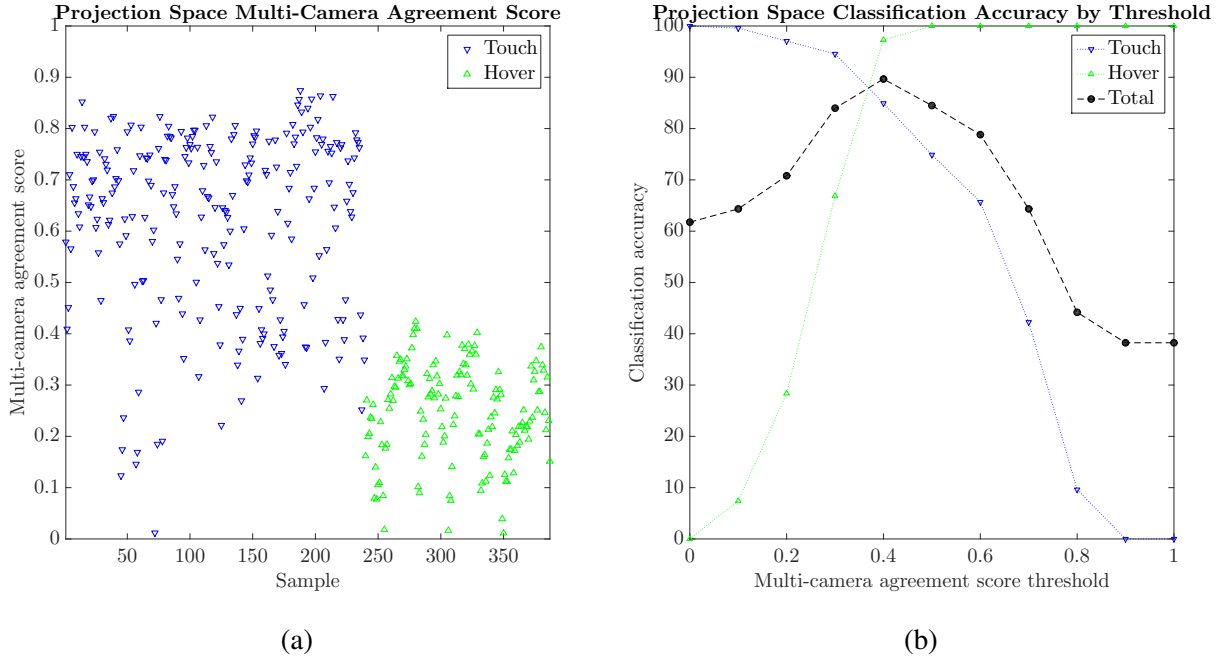 Projection Space Multi-Camera Agreement Score
1
0.9
0.8
0.7
0.6
0.5
0.4
0.3
0.2
0.1
0
Multi-camera agreement score
50 100 150 200 250 300 350
Sample
Touch
Hover
(a)
Projection Space Classification Accuracy by Threshold
100
90
80
70
60
50
40
30
20
10
0
Classification accuracy
0 0.2 0.4 0.6 0.8 1
Multi-camera agreement score threshold
Touch
Hover
Total
(b)